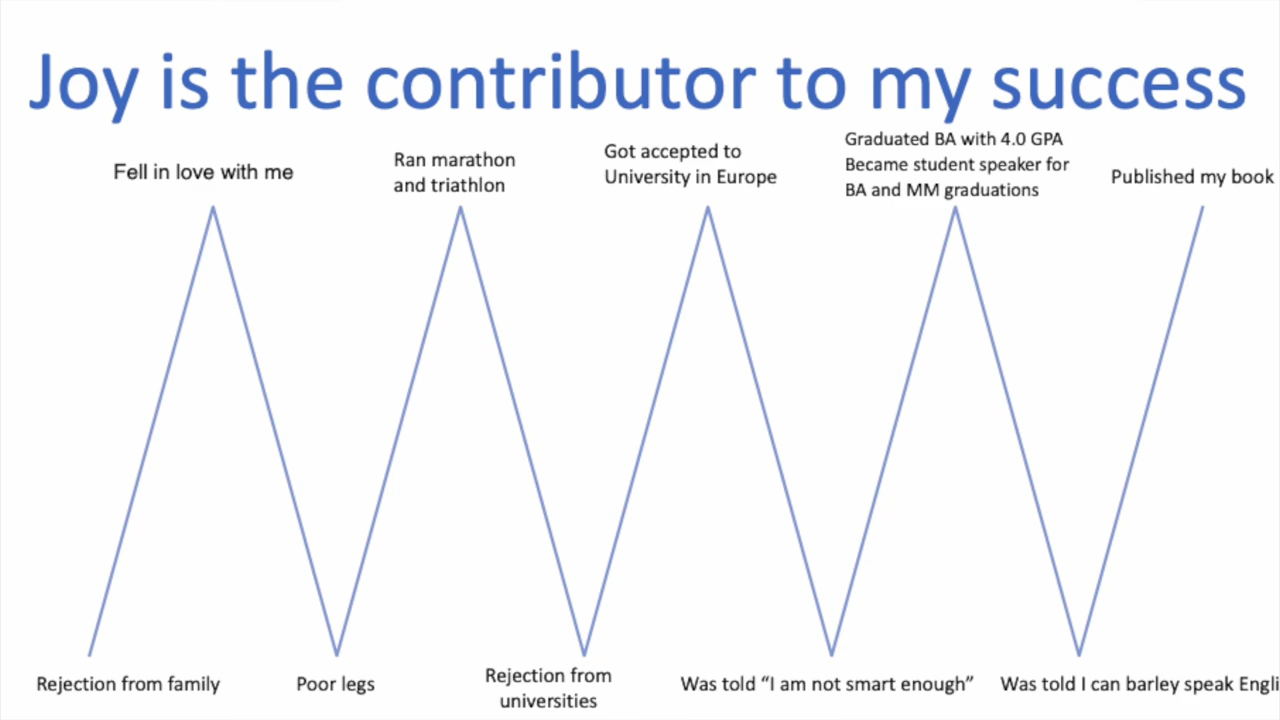 Joy is the contributor to my success
Fell in love with me
Ran marathon
and triathlon
Got accepted to
University in Europe
Graduated BA with 4.0 GPA
Became student speaker for
BA and MM graduations
Published my book
Rejection from family
Poor legs
Rejection from
universities
Was told “I am not smart enough”
Was told I can barley speak Engli